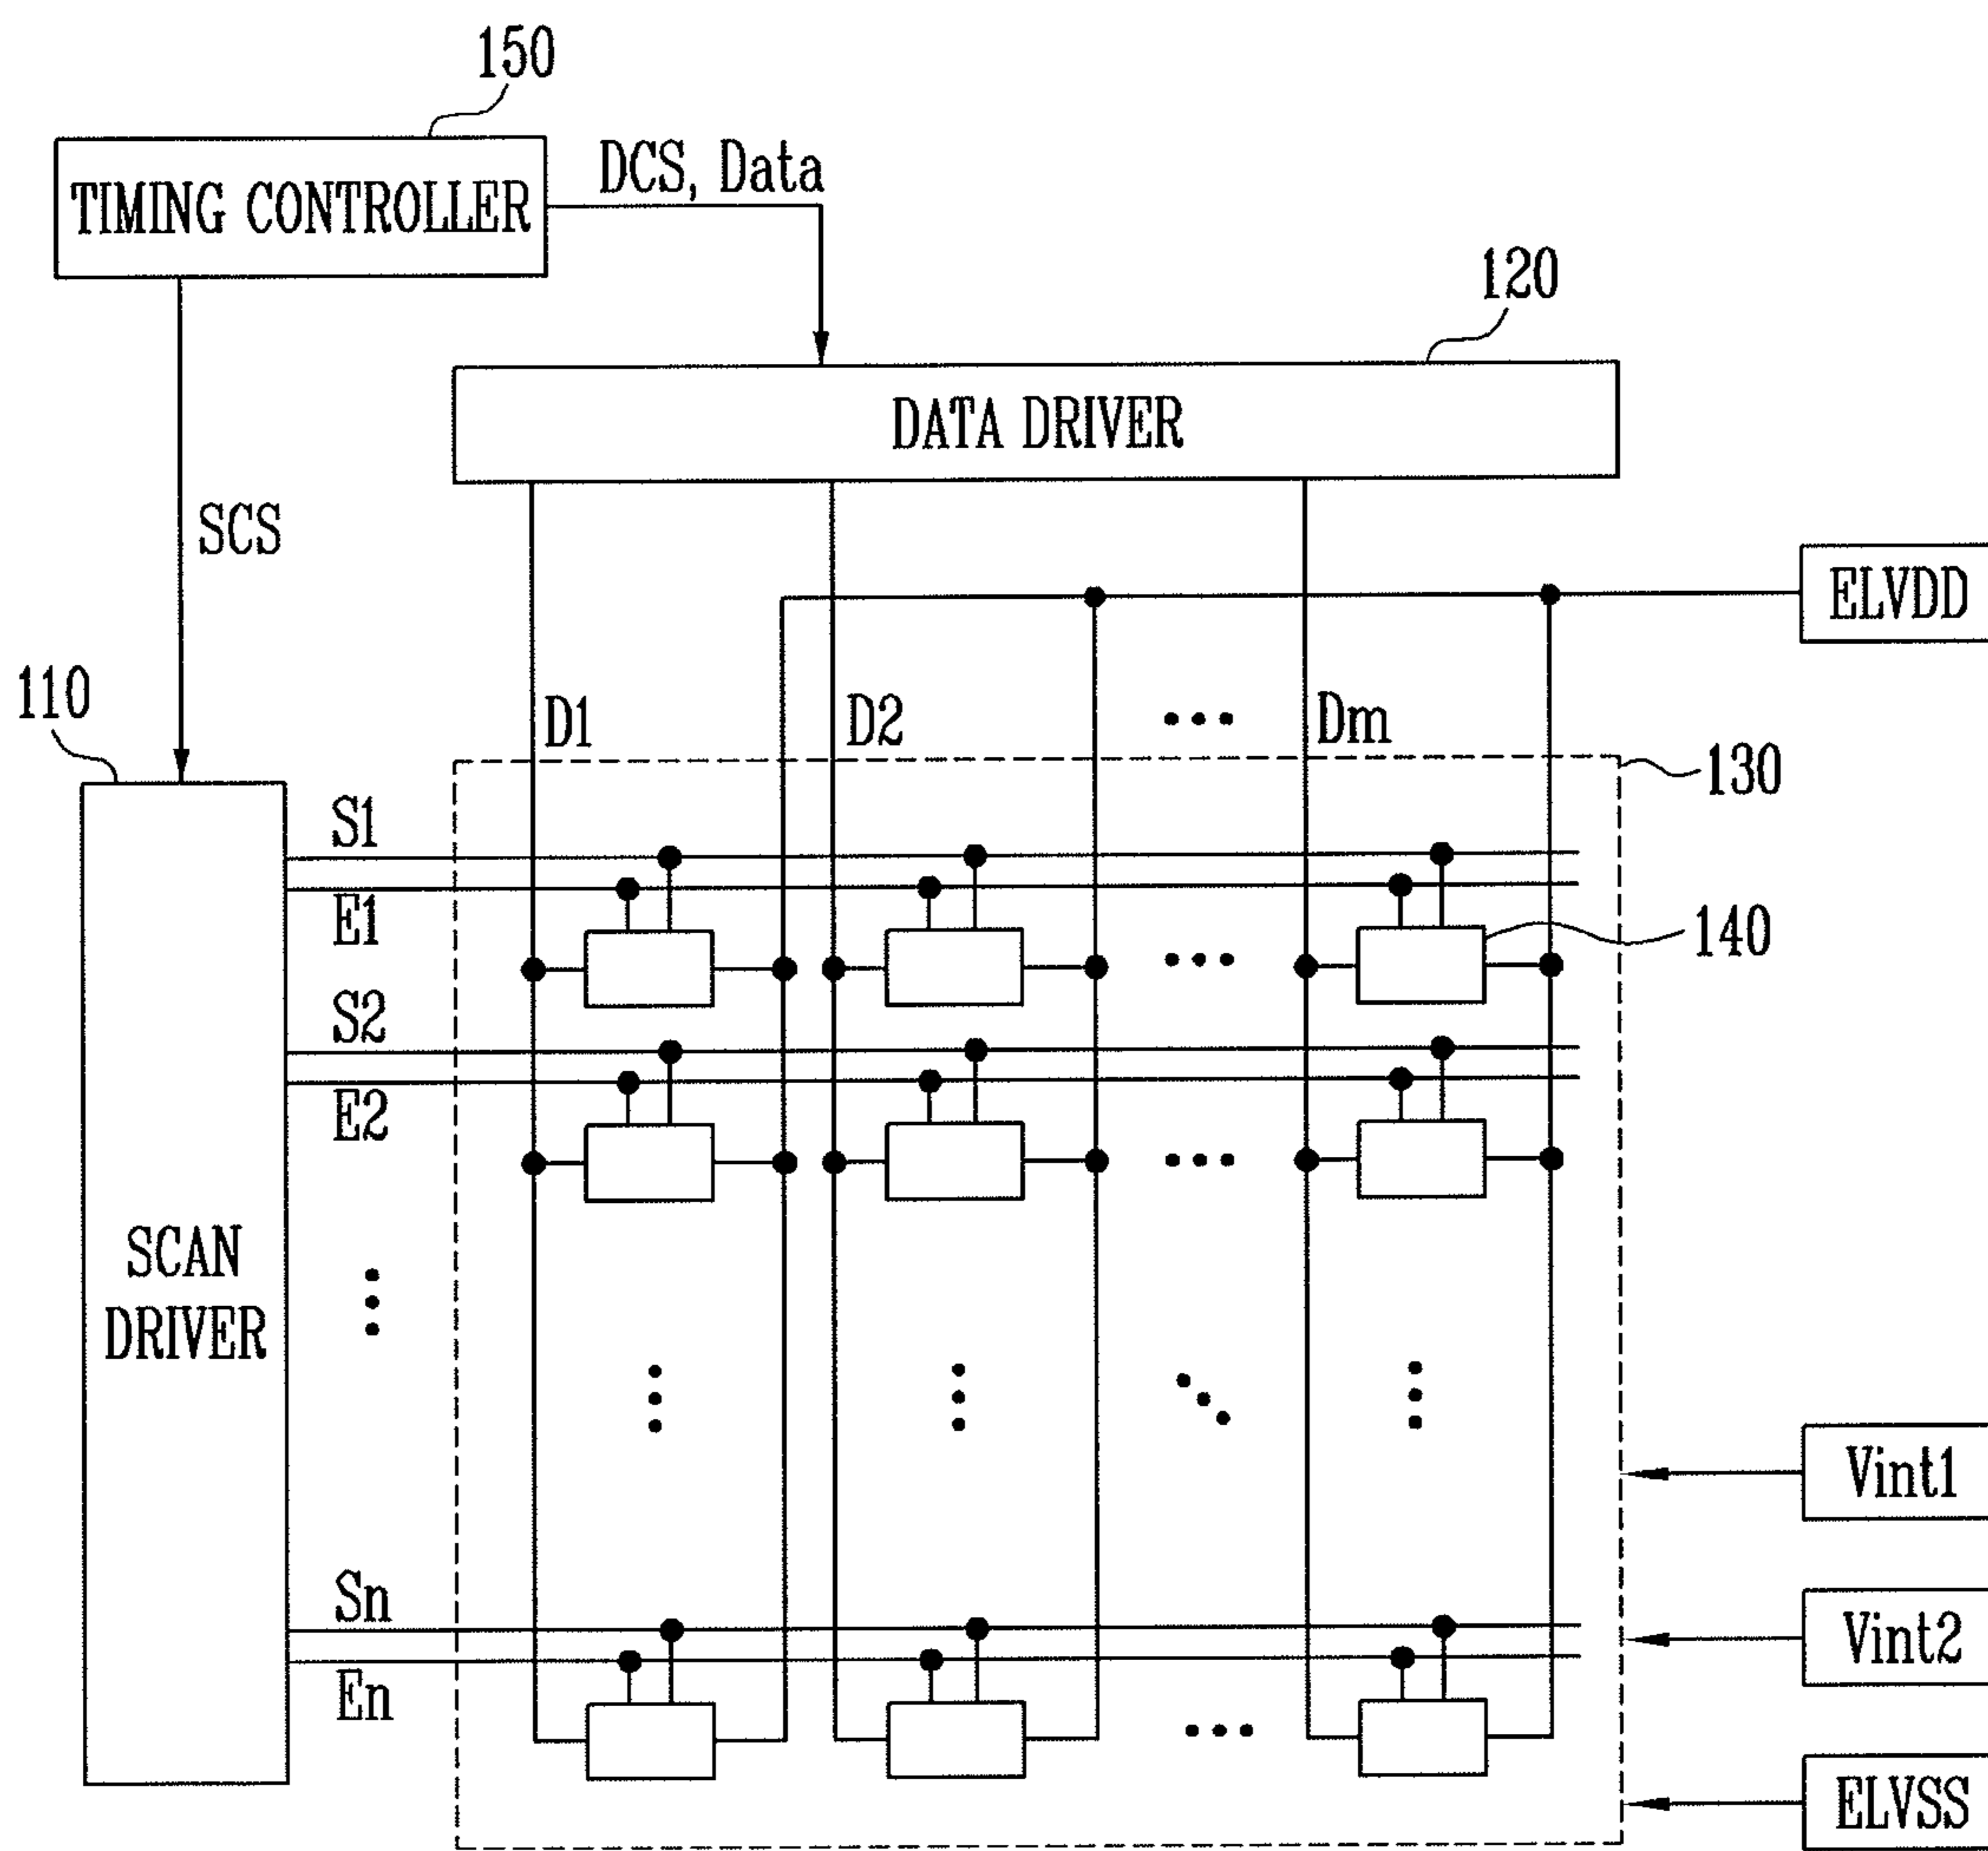 150
TIMING CONTROLLER
DCS, Data
120
DATA DRIVER
SCS
ELVDD
110
D1
D2
Dm
130
S1
E1
140
S2
E2
SCAN
DRIVER
Vint1
Sn
Vint2
En
ELVSS